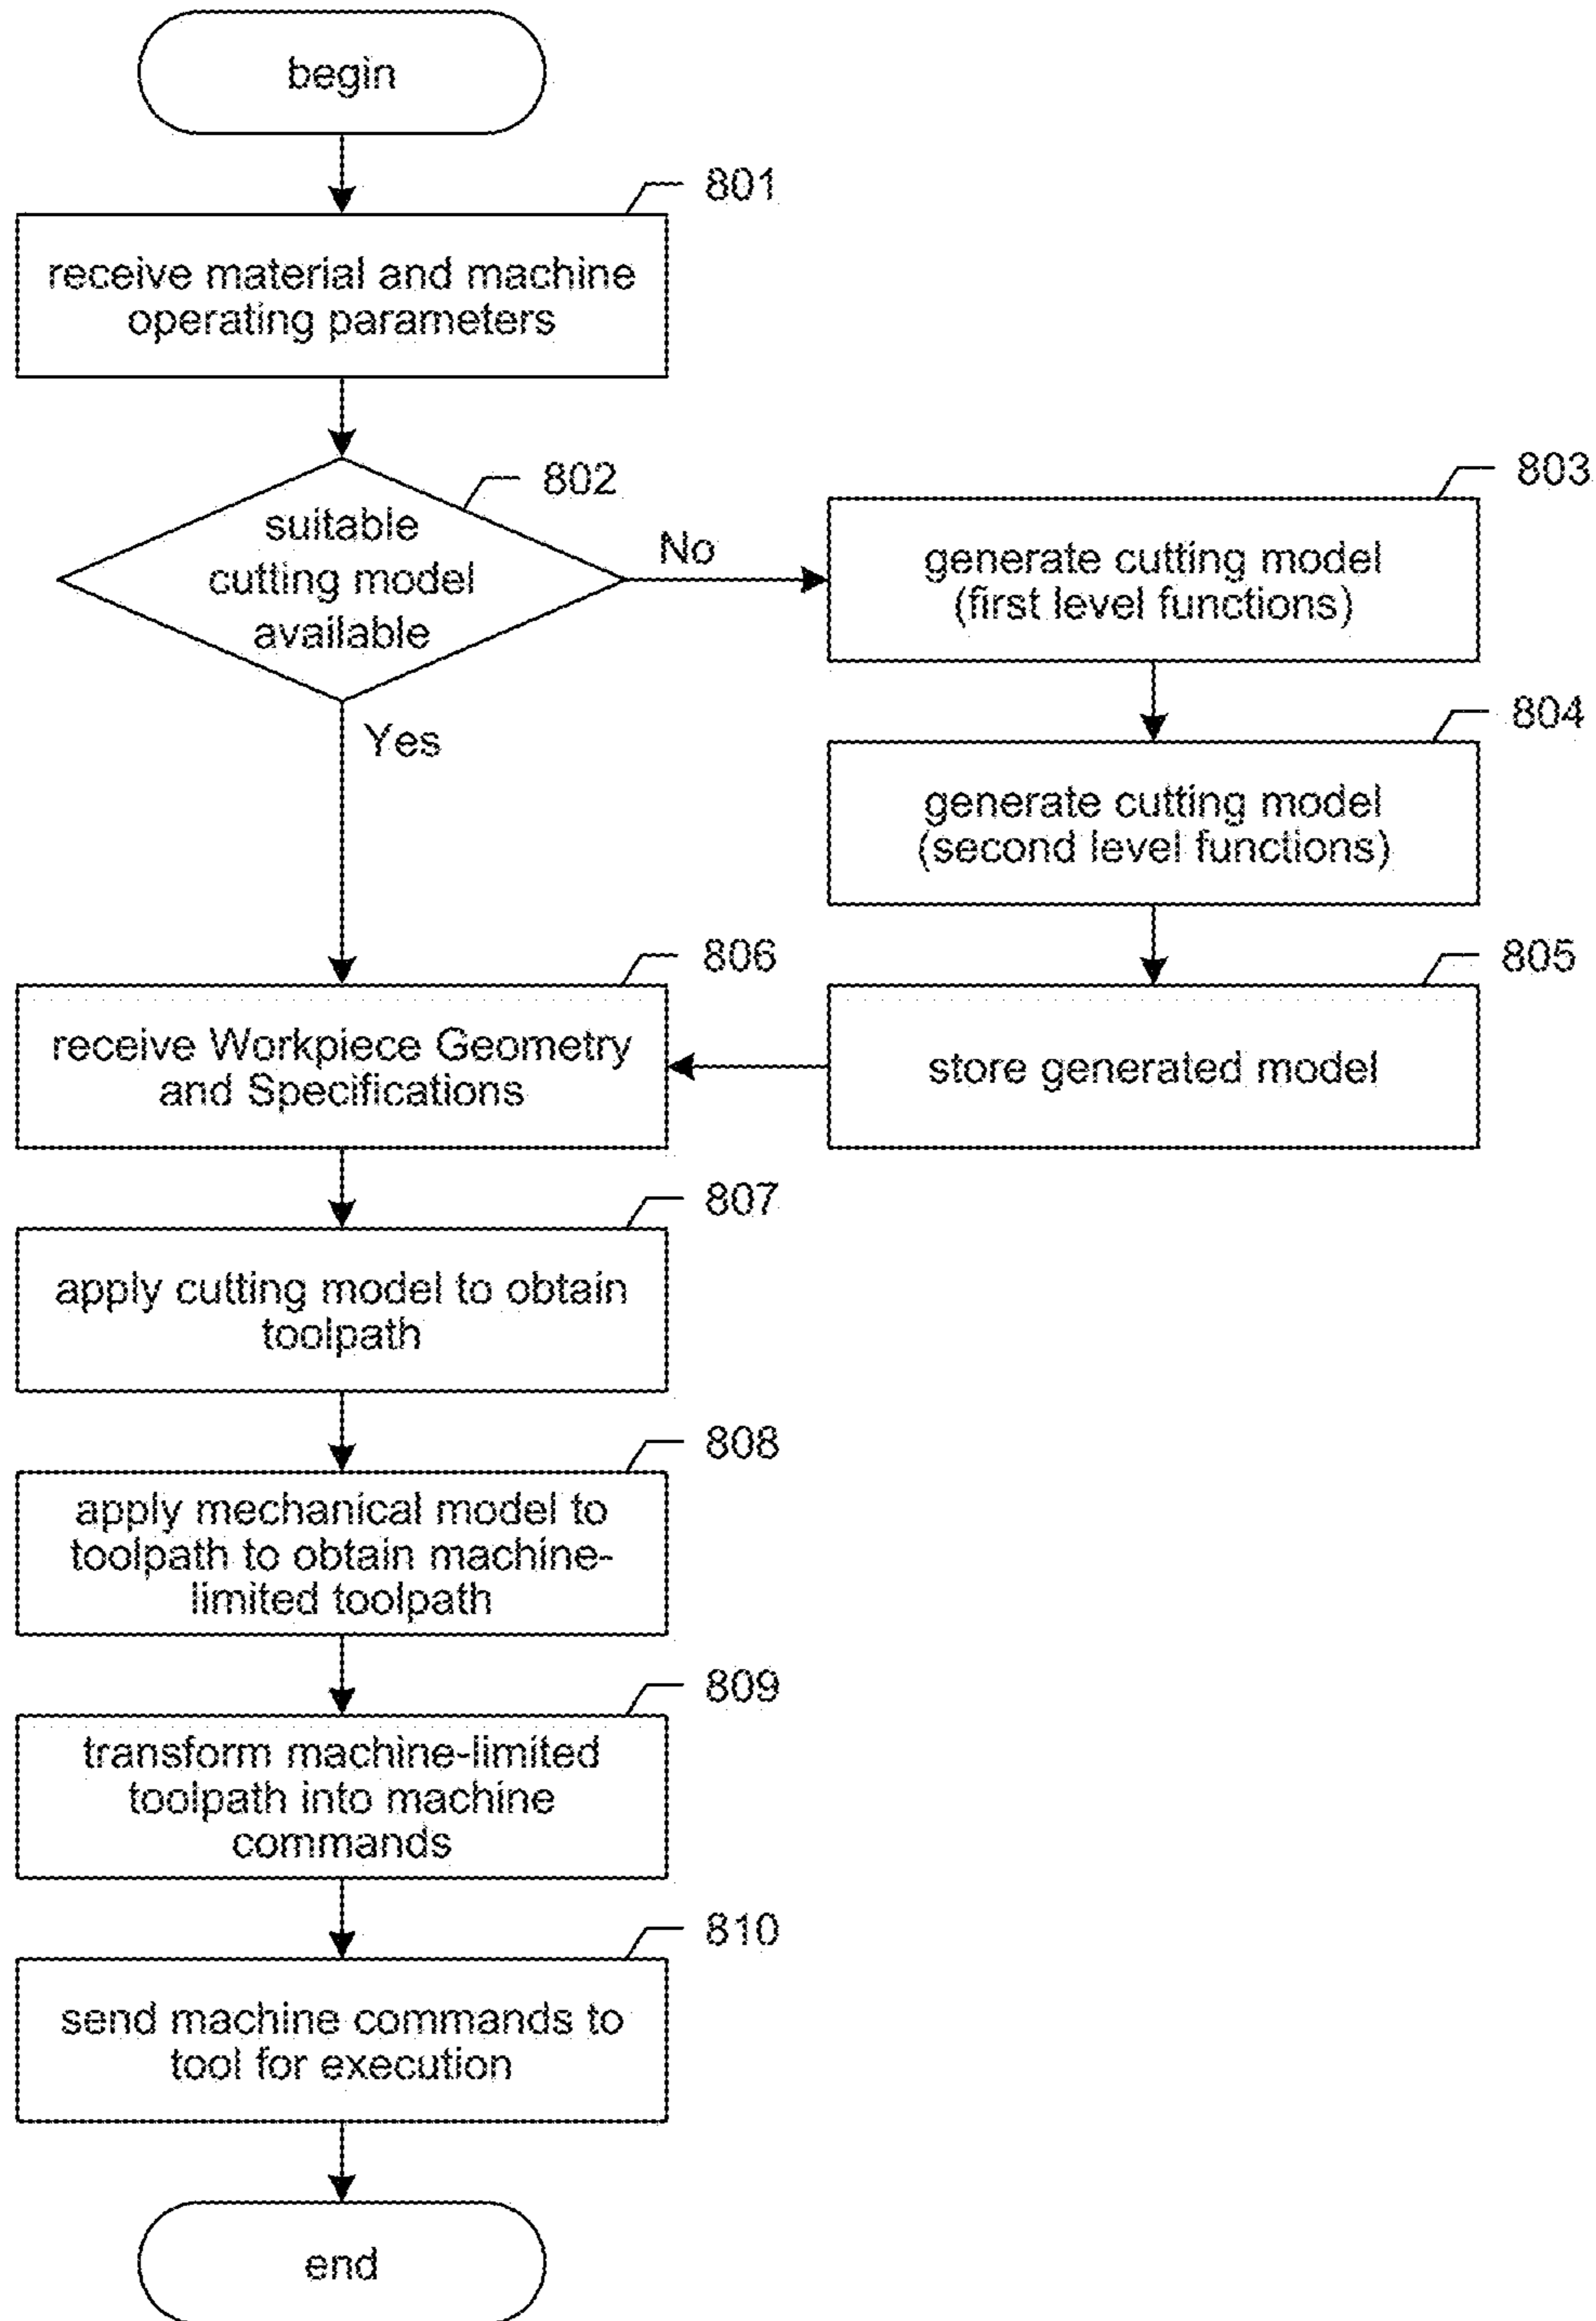 begin
801
receive material and machine
operating parameters
802
suitable
cutting model
available
No
Yes
803
generate cutting model
(first level functions)
804
generate cutting model
(second level functions)
805
store generated model
806
receive Workpiece Geometry
and Specifications
807
apply cutting model to obtain
toolpath
808
apply mechanical model to
toolpath to obtain machine-
limited toolpath
809
transform machine-limited
toolpath into machine
commands
810
send machine commands to
tool for execution
end